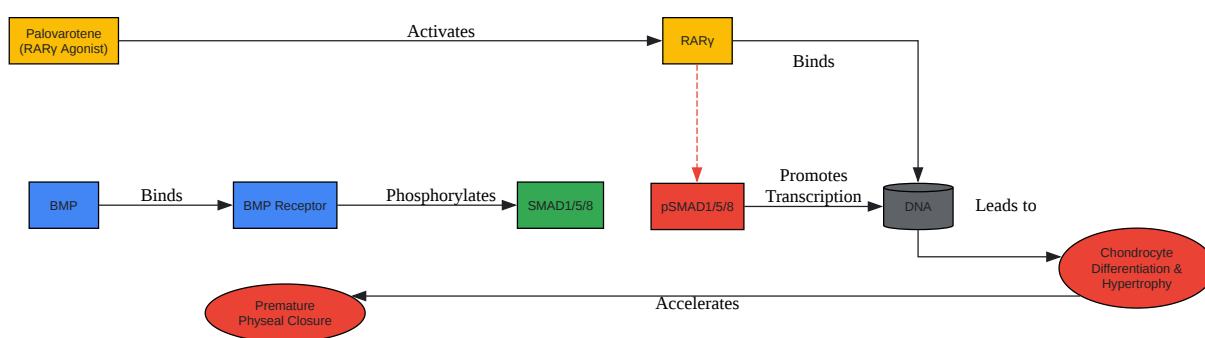 Palovarotene
(RARγ Agonist)
Activates
RARγ
Binds
BMP
Binds
BMP Receptor
Phosphorylates
SMAD1/5/8
pSMAD1/5/8
Promotes
Transcription
DNA
Leads to
Chondrocyte
Differentiation &
Hypertrophy
Accelerates
Premature
Physeal Closure